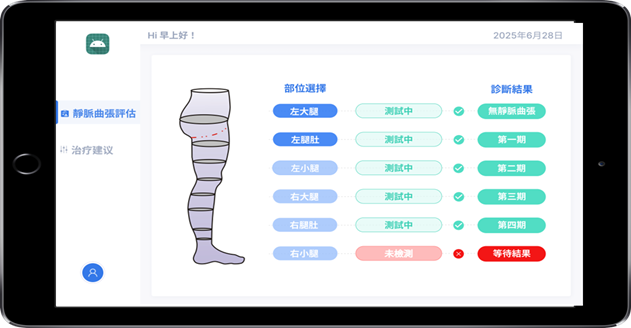 Hi 早上好！
2025年6月28日
靜脈曲張評估
治疗建议
部位選擇
診斷結果
左大腿 測試中 無靜脈曲張
左腿肚 測試中 第一期
左小腿 測試中 第二期
右大腿 測試中 第三期
右腿肚 測試中 第四期
右小腿 未檢測 等待結果